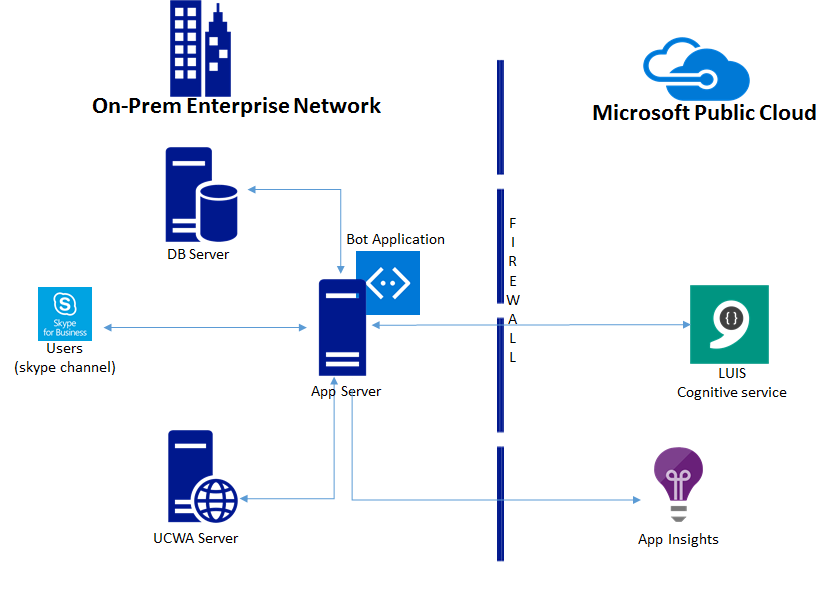 On-Prem Enterprise Network
Microsoft Public Cloud
DB Server
Bot Application
FIREWALL
Skype
for Business
Users
(skype channel)
App Server
LUIS
Cognitive service
UCWA Server
App Insights